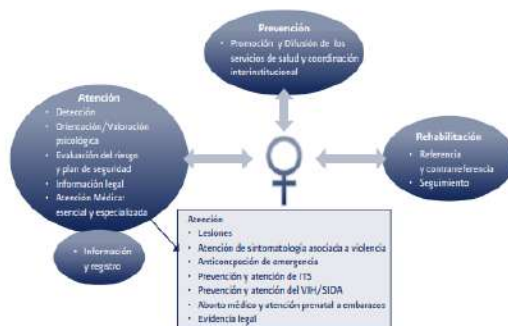 Prevención
• Promoción y Difusión de los
servicios de salud y coordinación
interinstitucional
Atención
• Detección
• Orientación/Valoración
psicológica
• Evaluación del riesgo
y plan de seguridad
• Información legal
• Atención Médica:
esencial y especializada
• Información
y registro
Rehabilitación
• Referencia
y contrarreferencia
• Seguimiento
Atención
• Lesiones
• Atención de sintomatología asociada a violencia
• Anticoncepción de emergencia
• Prevención y atención de ITS
• Prevención y atención del VIH/SIDA
• Aborto médico y atención prenatal a embarazos
• Evidencia legal